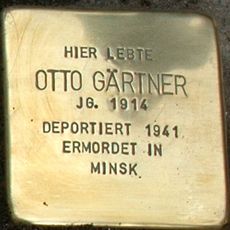 HIER LEBTE
OTTO GÄRTNER
JG. 1914
DEPORTIERT 1941
ERMORDET IN
MINSK